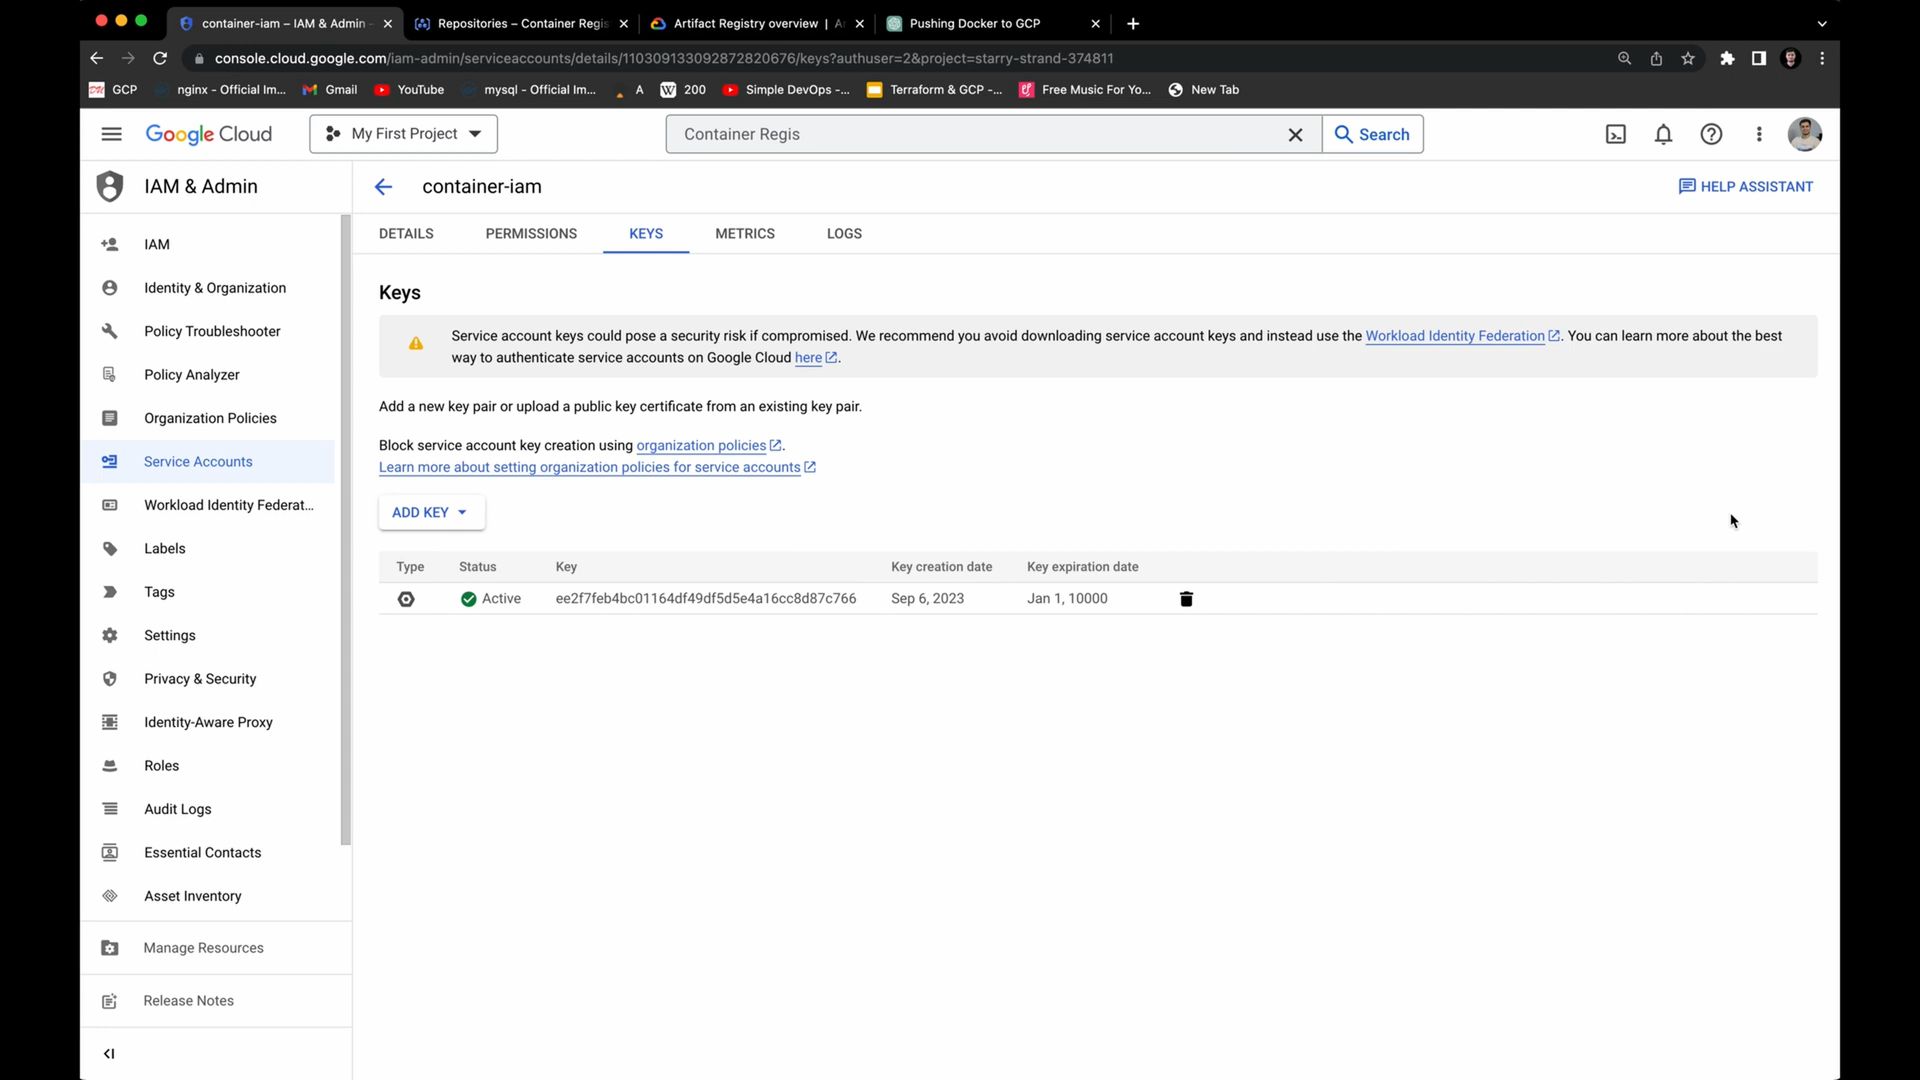 container-iam – IAM & Admin
Repositories – Container Regis
Artifact Registry overview |
Pushing Docker to GCP
console.cloud.google.com/iam-admin/serviceaccounts/details/110309133092872820676/keys?authuser=2&project=starry-strand-374811
GCP
nginx - Official Im...
Gmail
YouTube
mysql - Official Im...
A
W 200
Simple DevOps -...
Terraform & GCP -...
Free Music For Yo...
New Tab
Google Cloud
My First Project
Container Regis
Search
IAM & Admin
container-iam
HELP ASSISTANT
DETAILS
PERMISSIONS
KEYS
METRICS
LOGS
IAM
Identity & Organization
Policy Troubleshooter
Policy Analyzer
Organization Policies
Service Accounts
Workload Identity Federat...
Labels
Tags
Settings
Privacy & Security
Identity-Aware Proxy
Roles
Audit Logs
Essential Contacts
Asset Inventory
Manage Resources
Release Notes
Keys
Service account keys could pose a security risk if compromised. We recommend you avoid downloading service account keys and instead use the Workload Identity Federation. You can learn more about the best
way to authenticate service accounts on Google Cloud here.
Add a new key pair or upload a public key certificate from an existing key pair.
Block service account key creation using organization policies.
Learn more about setting organization policies for service accounts
ADD KEY
Type Status Key Key creation date Key expiration date
Active ee2f7feb4bc01164df49df5d5e4a16cc8d87c766 Sep 6, 2023 Jan 1, 10000